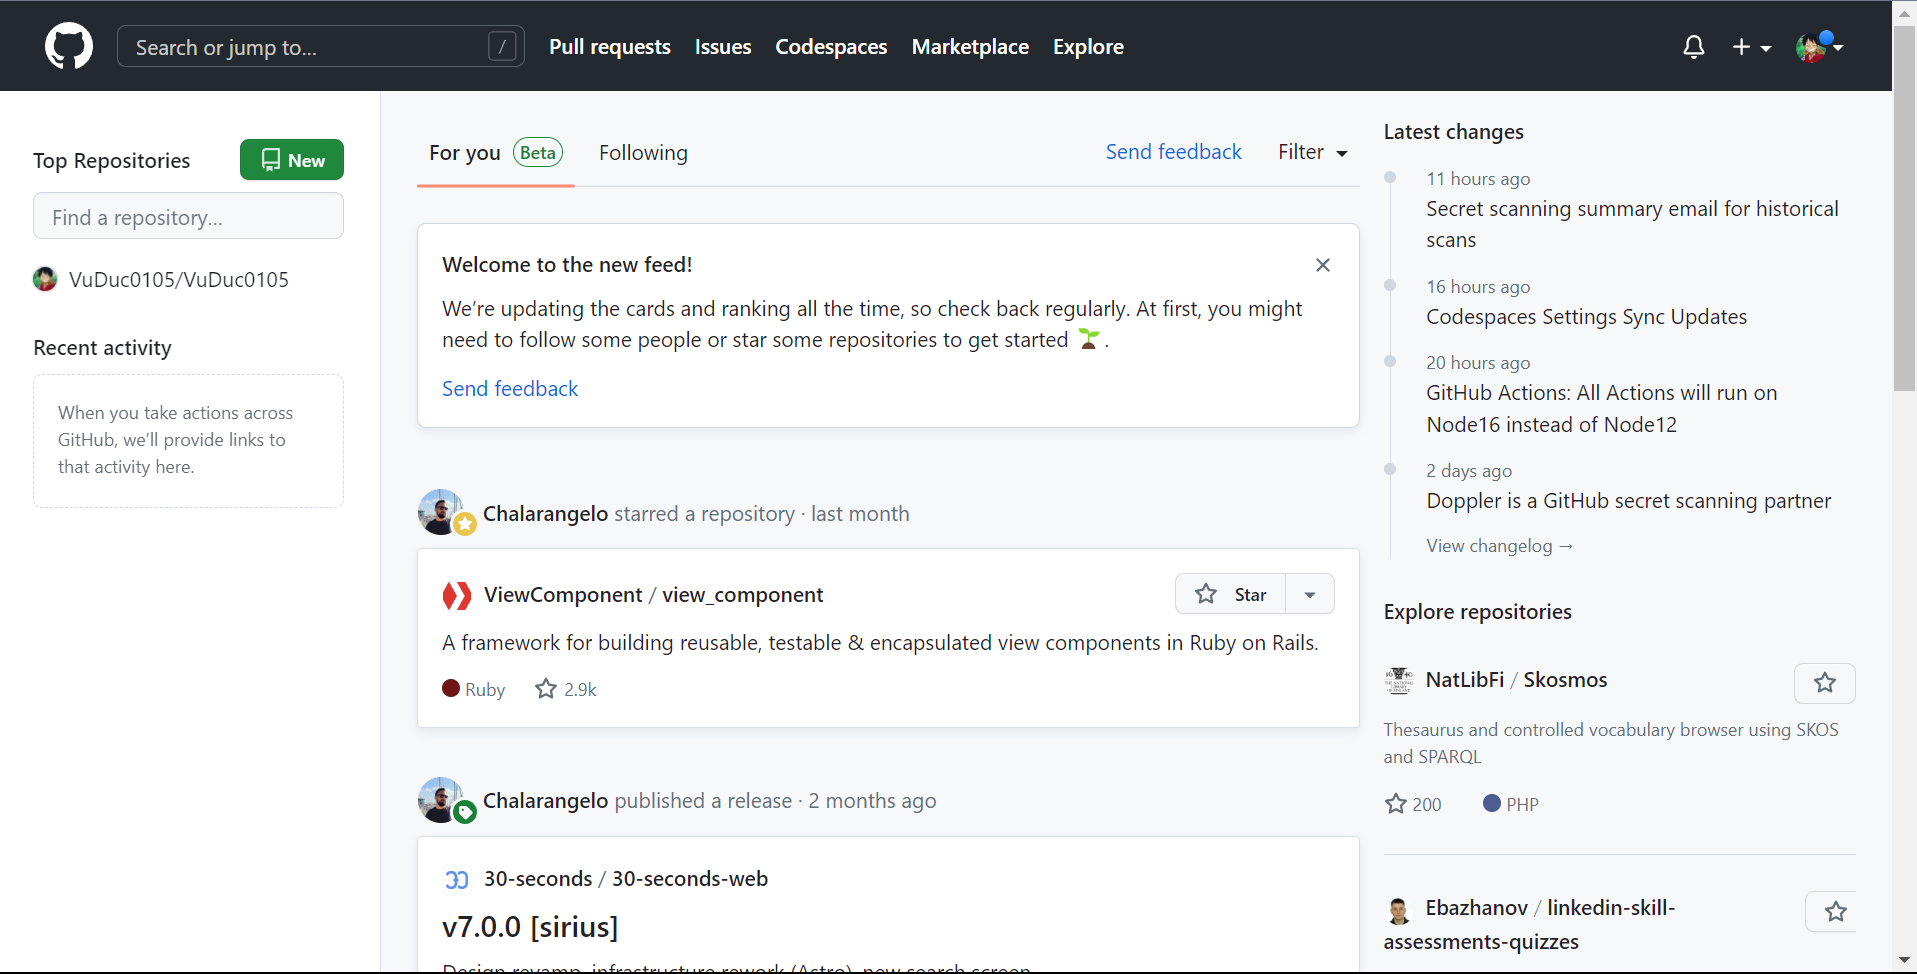 Search or jump to...
/
Pull requests
Issues
Codespaces
Marketplace
Explore
Top Repositories
New
Find a repository...
VuDuc0105/VuDuc0105
Recent activity
When you take actions across
GitHub, we'll provide links to
that activity here.
For you
Beta
Following
Send feedback
Filter
Welcome to the new feed!
We're updating the cards and ranking all the time, so check back regularly. At first, you might
need to follow some people or star some repositories to get started 🌱.
Send feedback
Chalarangelo starred a repository · last month
ViewComponent / view_component
Star
A framework for building reusable, testable & encapsulated view components in Ruby on Rails.
Ruby
2.9k
Chalarangelo published a release · 2 months ago
30-seconds / 30-seconds-web
v7.0.0 [sirius]
Design revamp, infrastructure rework (Astro), new search screen
Latest changes
11 hours ago
Secret scanning summary email for historical
scans
16 hours ago
Codespaces Settings Sync Updates
20 hours ago
GitHub Actions: All Actions will run on
Node16 instead of Node12
2 days ago
Doppler is a GitHub secret scanning partner
View changelog →
Explore repositories
NatLibFi / Skosmos
Thesaurus and controlled vocabulary browser using SKOS
and SPARQL
200
PHP
Ebazhanov / linkedin-skill-
assessments-quizzes